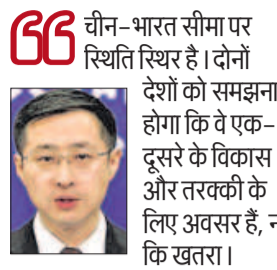 चीन-भारत सीमा पर
स्थिति स्थिर है। दोनों
देशों को समझना
होगा कि वे एक-
दूसरे के विकास
और तरक्की के
लिए अवसर हैं, न
कि खतरा।